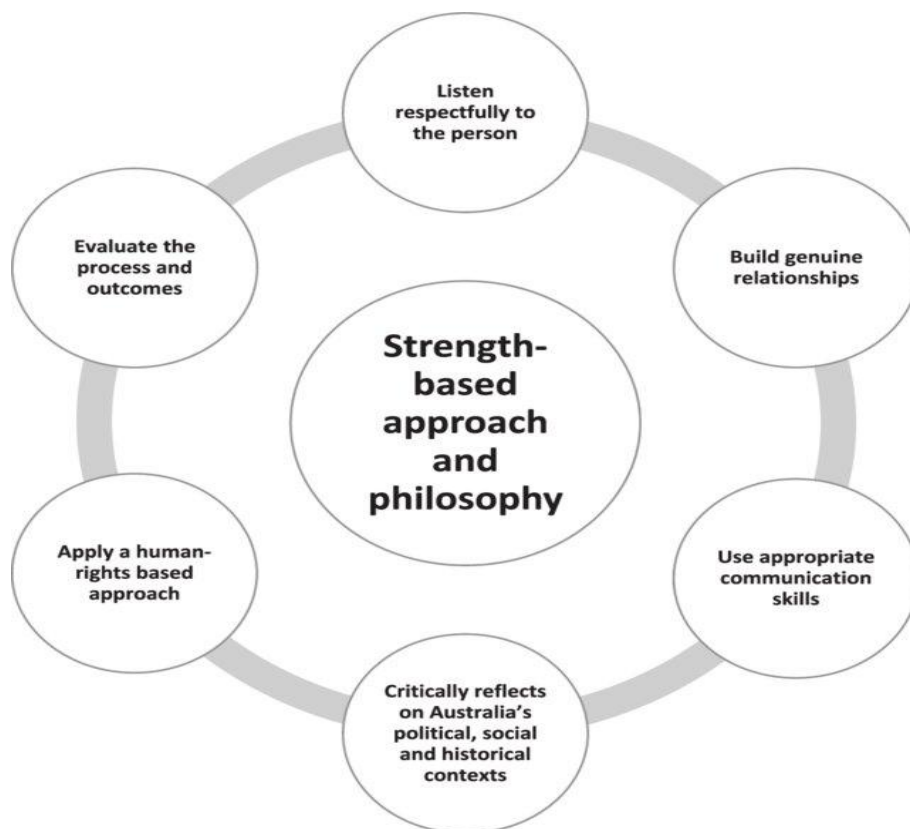 Listen
respectfully to
the person
Build genuine
relationships
Use appropriate
communication
skills
Critically reflects
on Australia's
political, social
and historical
contexts
Apply a human-
rights based
approach
Evaluate the
process and
outcomes
Strength-
based
approach
and
philosophy